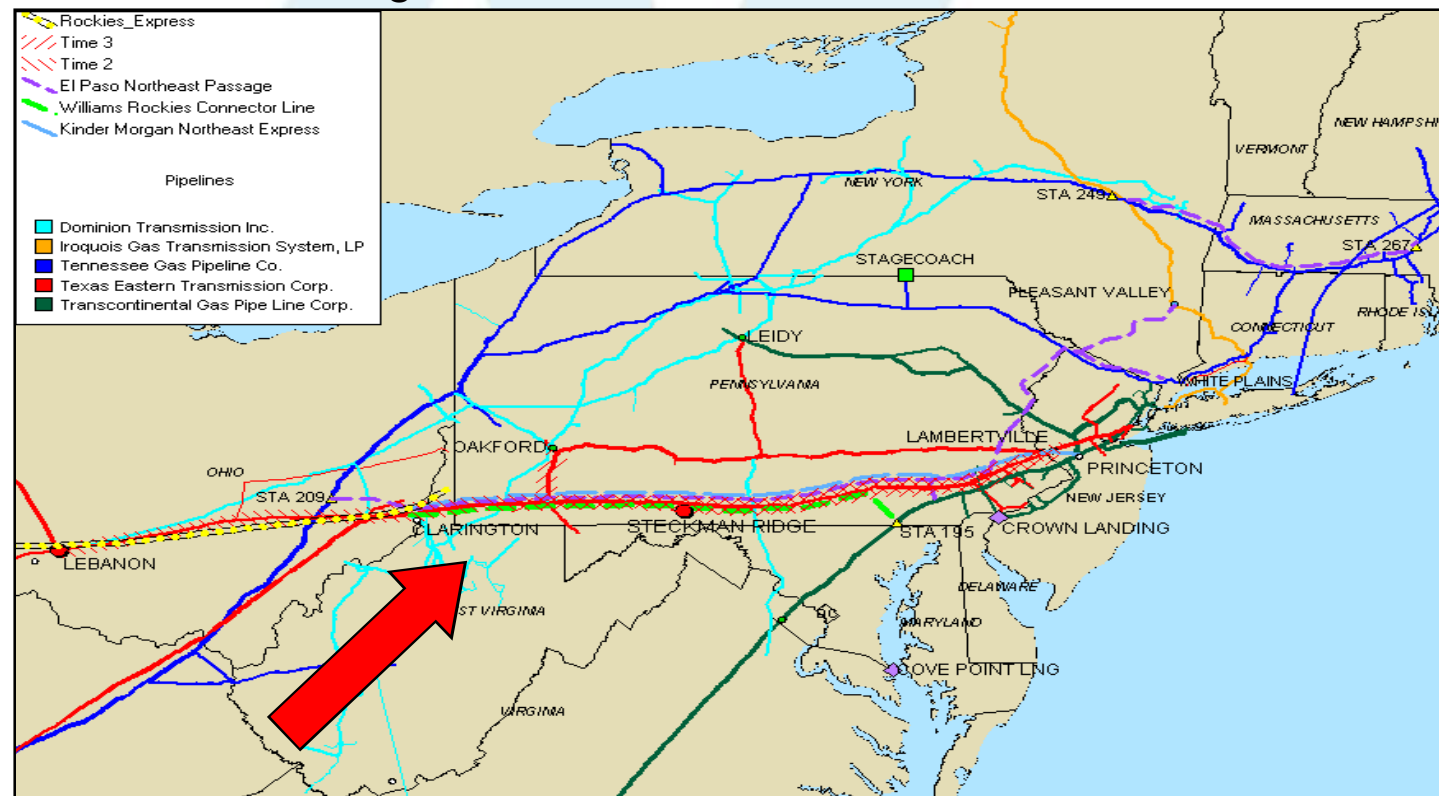 Rockies_Express
Time 3
Time 2
El Paso Northeast Passage
Williams Rockies Connector Line
Kinder Morgan Northeast Express
Pipelines
Dominion Transmission Inc.
Iroquois Gas Transmission System, LP
Tennessee Gas Pipeline Co.
Texas Eastern Transmission Corp.
Transcontinental Gas Pipe Line Corp.
NEW HAMPSHI
VERMONT
NEW YORK
STA 249
MASSACHUSETTS
STA 267
STAGECOACH
PLEASANT VALLEY
RHODE ISL
CONNECTICUT
LEIDY
PENNSYLVANIA
WHITE PLAINS
OAKFORD
LAMBERTVILLE
PRINCETON
OHIO
STA 209
NEW JERSEY
CLARINGTON
STECKMAN RIDGE
STA 195
CROWN LANDING
LEBANON
DELAWARE
ST VIRGINIA
DC
MARYLAND
COVE POINT LNG
VIRGINIA